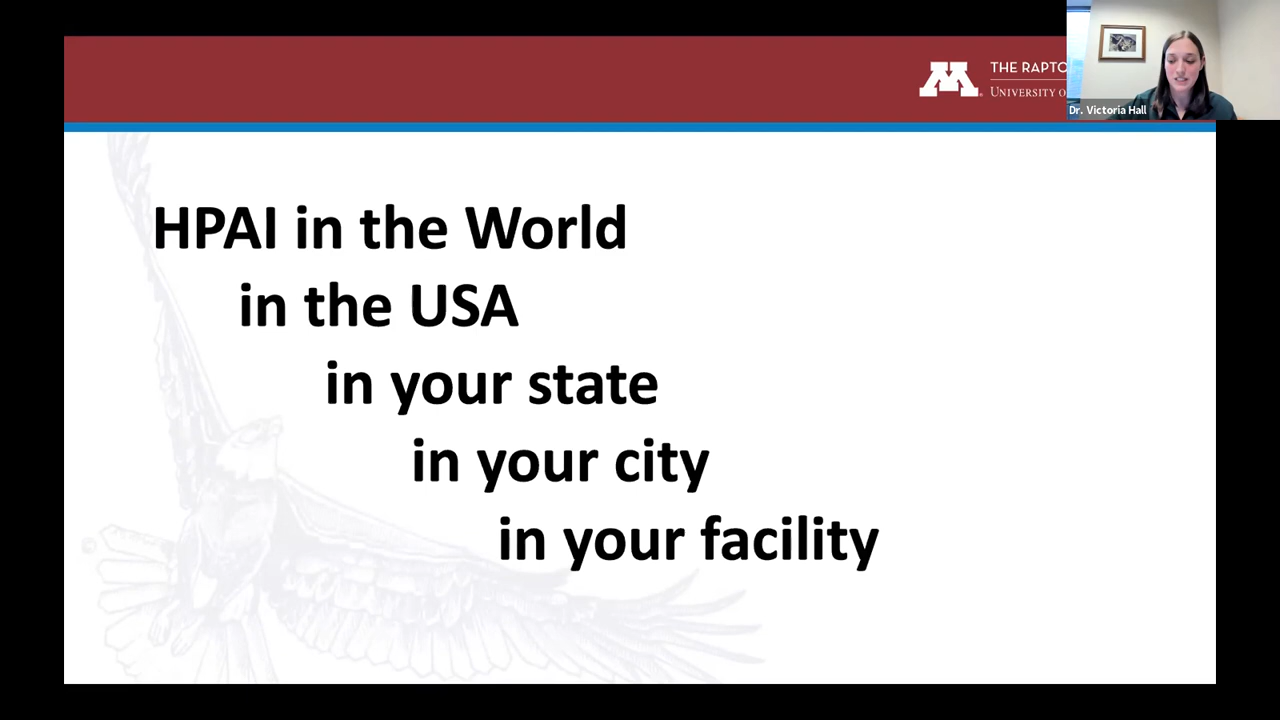 THE RAPTO
UNIVERSITY O
Dr. Victoria Hall
HPAI in the World
in the USA
in your state
in your city
in your facility